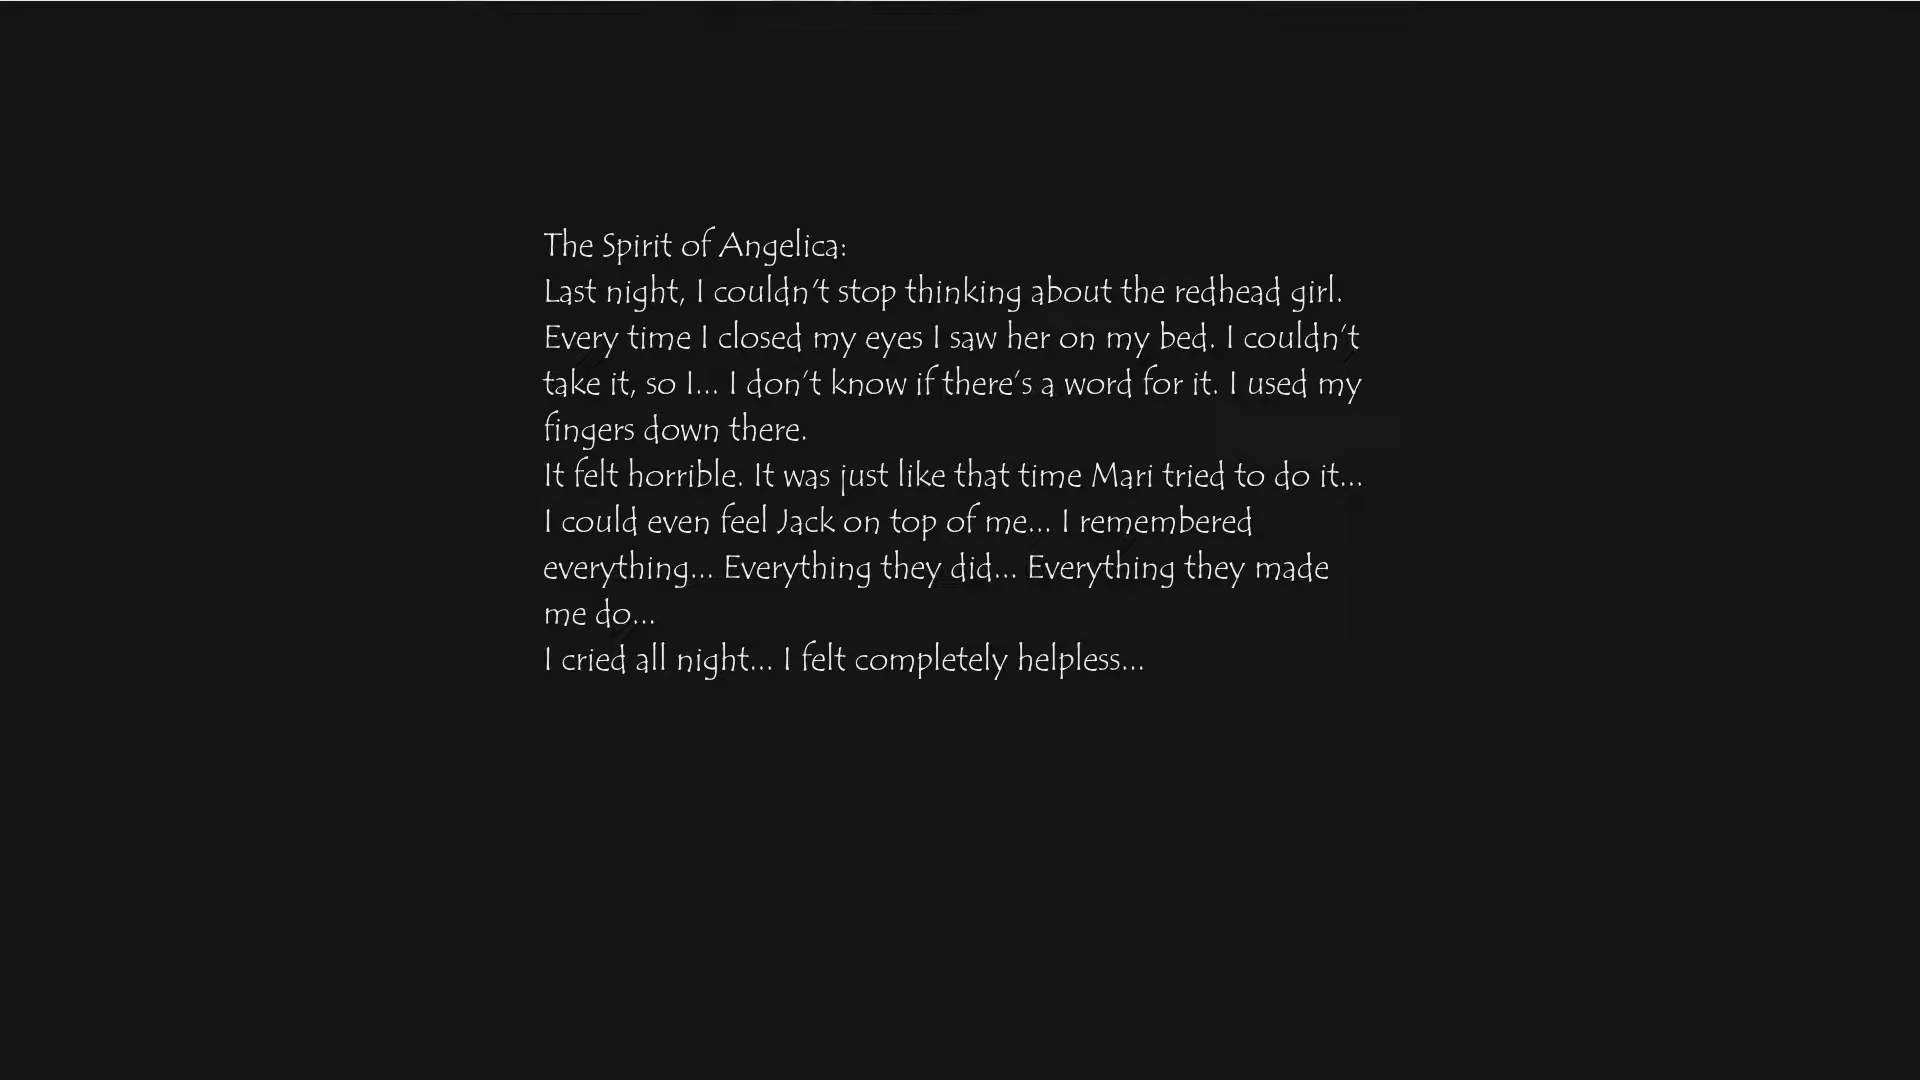 The Spirit of Angelica:
Last night, I couldn't stop thinking about the redhead girl.
Every time I closed my eyes I saw her on my bed. I couldn't
take it, so I... I don't know if there's a word for it. I used my
fingers down there.
It felt horrible. It was just like that time Mari tried to do it...
I could even feel Jack on top of me... I remembered
everything... Everything they did... Everything they made
me do...
I cried all night... I felt completely helpless...